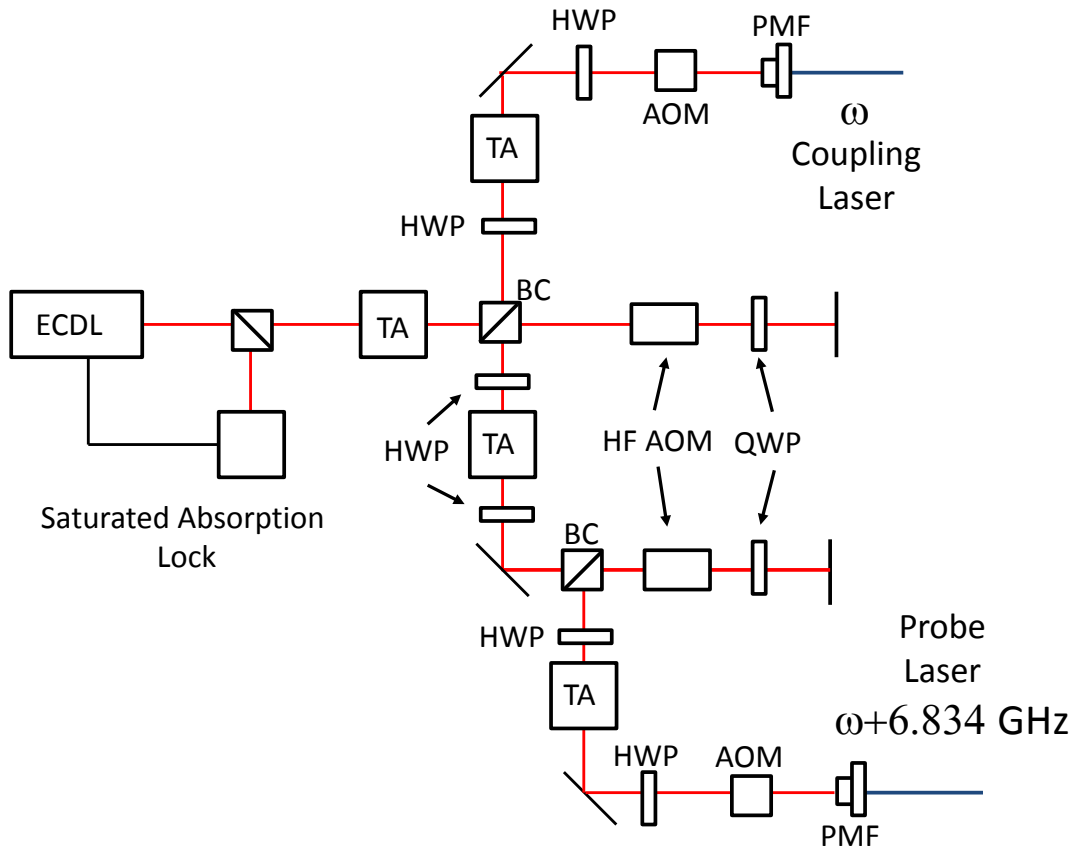 HWP
PMF
AOM
ω
Coupling
Laser
TA
HWP
BC
ECDL
TA
HWP
TA
HF AOM
QWP
Saturated Absorption
Lock
BC
HWP
Probe
Laser
ω+6.834 GHz
TA
HWP
AOM
PMF